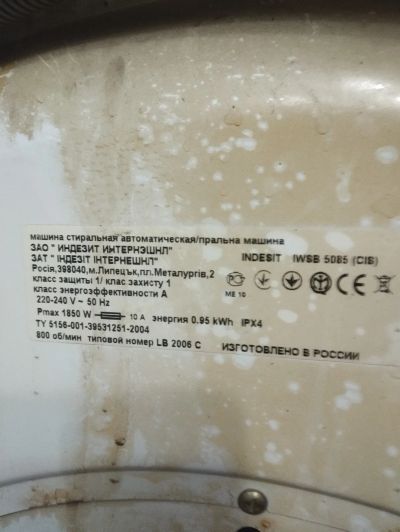 машина стиральная автоматическая/пральна машина
ЗАО " ИНДЕЗИТ ИНТЕРНЭШНЛ" INDESIT IWSB 5085 (CIS)
ЗАТ " ІНДЕЗІТ ІНТЕРНЕШНЛ"
Росія,398040,м.Липецьк,пл.Металургів,2
класс защиты 1/ клас захисту 1
класс энергоэффективности А ME 10
220-240 V ~ 50 Hz
Pmax 1850 W 10 A энергия 0.95 kWh IPX4
ТУ 5156-001-39531251-2004
800 об/мин типовой номер LB 2006 C ИЗГОТОВЛЕНО В РОССИИ